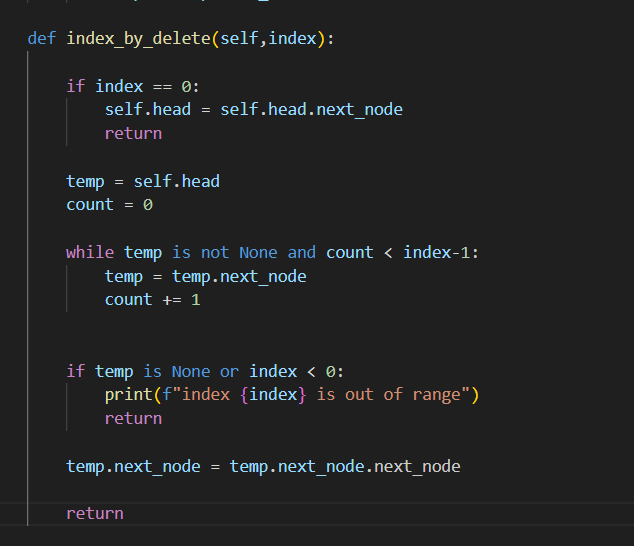 def index_by_delete(self,index):
if index == 0:
self.head = self.head.next_node
return
temp = self.head
count = 0
while temp is not None and count < index-1:
temp = temp.next_node
count += 1
if temp is None or index < 0:
print(f"index {index} is out of range")
return
temp.next_node = temp.next_node.next_node
return